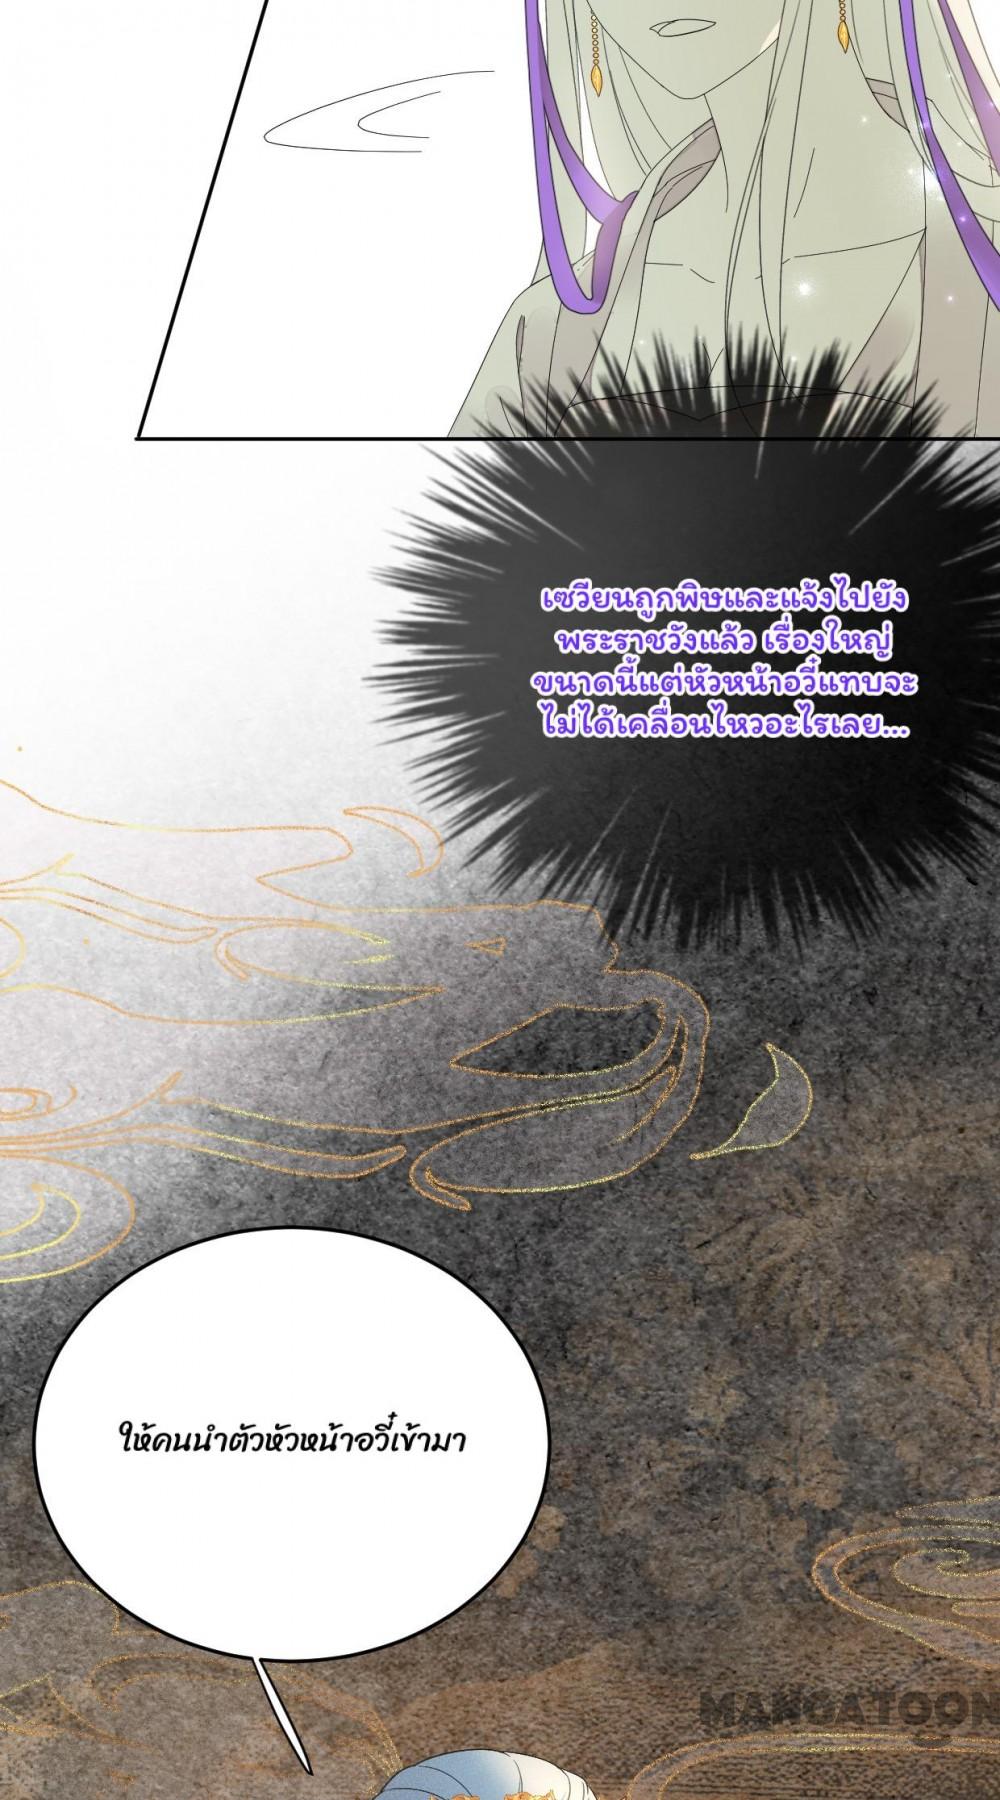 เซวียนถูกพิษและแจ้งไปยัง
พระราชวังแล้ว เรื่องใหญ่
ขนาดนี้แต่หัวหน้าอวี๋แทบจะ
ไม่ได้เคลื่อนไหวอะไรเลย...
ให้คนนำตัวหัวหน้าอวี๋เข้ามา
MANGATOON